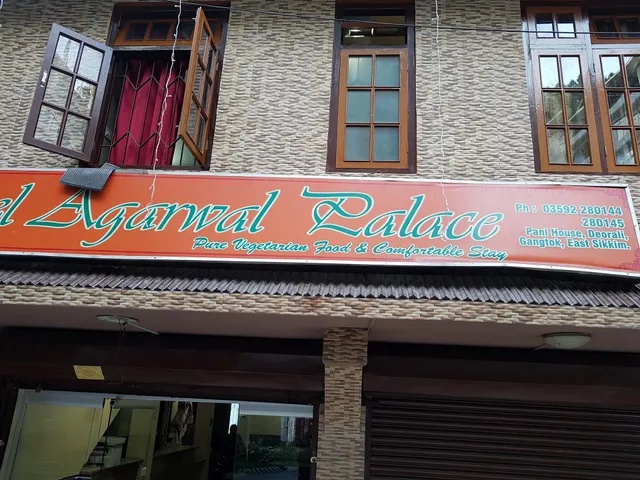 el Agarwal Palace
Pure Vegetarian Food & Comfortable Stay
Ph : 03592 280144
280145
Pani House, Deorali,
Gangtok, East Sikkim.